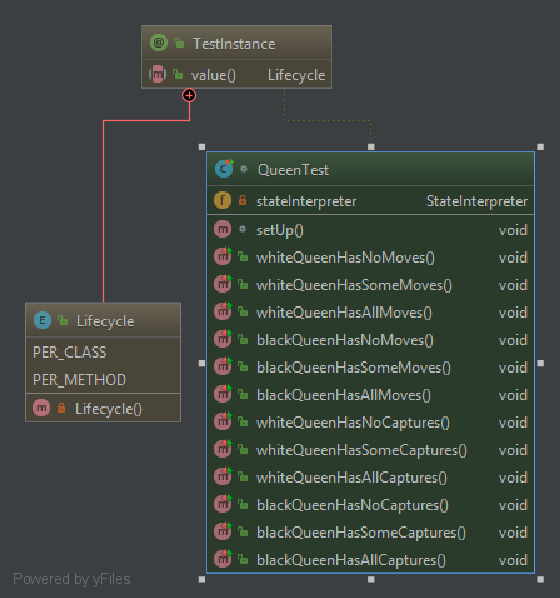 TestInstance
value() Lifecycle
QueenTest
stateInterpreter StateInterpreter
setUp() void
whiteQueenHasNoMoves() void
whiteQueenHasSomeMoves() void
whiteQueenHasAllMoves() void
blackQueenHasNoMoves() void
blackQueenHasSomeMoves() void
blackQueenHasAllMoves() void
whiteQueenHasNoCaptures() void
whiteQueenHasSomeCaptures() void
whiteQueenHasAllCaptures() void
blackQueenHasNoCaptures() void
blackQueenHasSomeCaptures() void
blackQueenHasAllCaptures() void
Lifecycle
PER_CLASS
PER_METHOD
Lifecycle()
Powered by yFiles